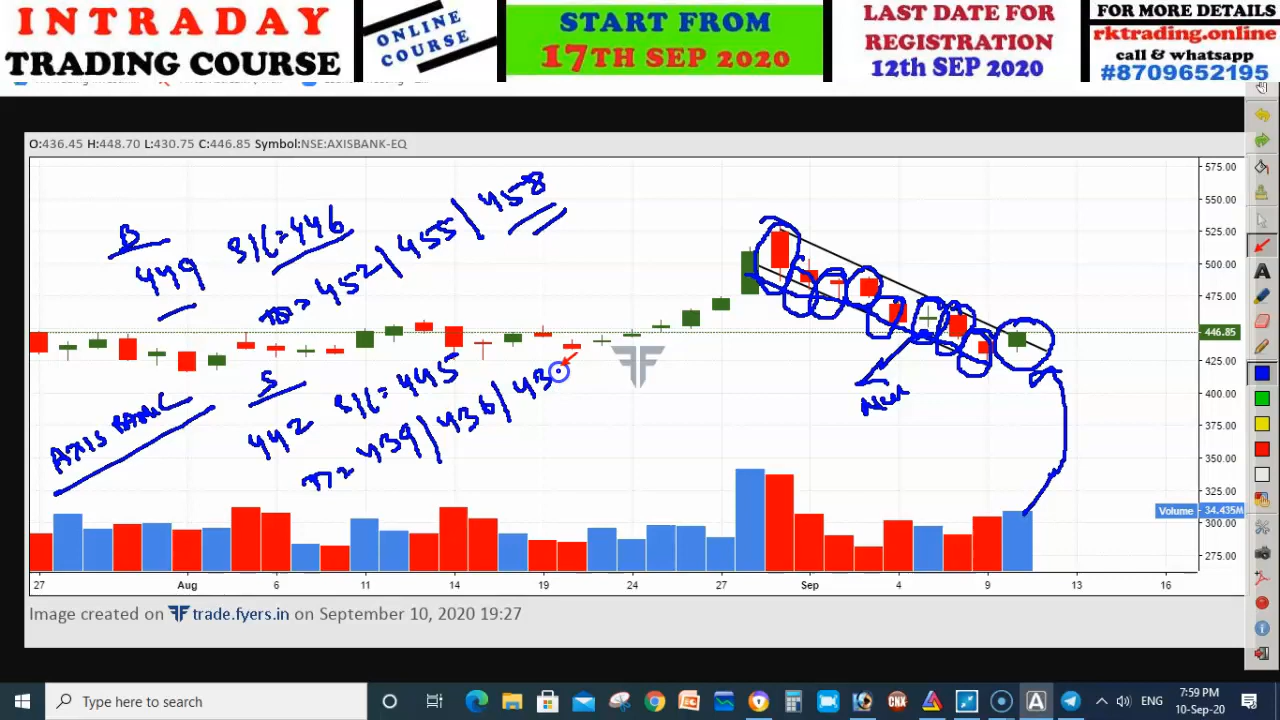 INTRADAY
TRADING COURSE
ONLINE
COURSE
START FROM
17TH SEP 2020
LAST DATE FOR
REGISTRATION
12th SEP 2020
FOR MORE DETAILS
rktrading.online
call & whatsapp
#8709652195
O:436.45 H:448.70 L:430.75 C:446.85 Symbol:NSE:AXISBANK-EQ
B
449
S/L = 446
452 | 455 | 458
S
442
S/L = 445
439 | 436 | 43
AXIS BANK
575.00
550.00
525.00
500.00
475.00
446.85
425.00
400.00
375.00
350.00
325.00
Volume 34.435M
300.00
275.00
27 Aug 6 11 14 19 24 27 Sep 4 9 13 16
Image created on trade.fyers.in on September 10, 2020 19:27
Type here to search
ENG
7:59 PM
10-Sep-20